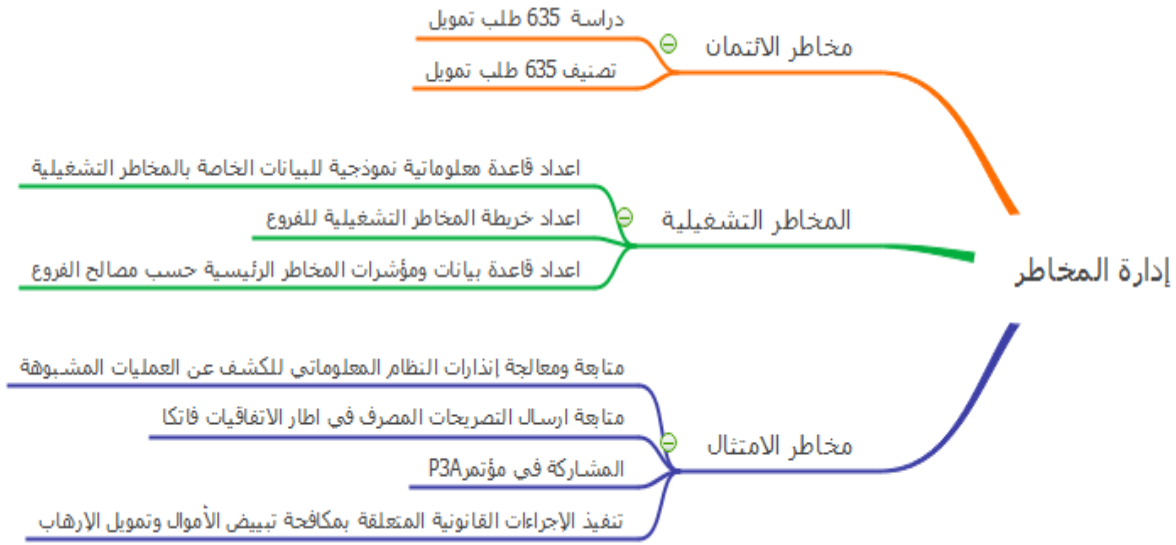 إدارة المخاطر
مخاطر الائتمان
دراسة 635 طلب تمويل
تصنيف 635 طلب تمويل
المخاطر التشغيلية
اعداد قاعدة معلوماتية نموذجية للبيانات الخاصة بالمخاطر التشغيلية
اعداد خريطة المخاطر التشغيلية للفروع
اعداد قاعدة بيانات ومؤشرات المخاطر الرئيسية حسب مصالح الفروع
مخاطر الامتثال
متابعة ومعالجة إنذارات النظام المعلوماتي للكشف عن العمليات المشبوهة
متابعة ارسال التصريحات المصرف في اطار الاتفاقيات فاتكا
المشاركة في مؤتمرP3A
تنفيذ الإجراءات القانونية المتعلقة بمكافحة تبييض الأموال وتمويل الإرهاب